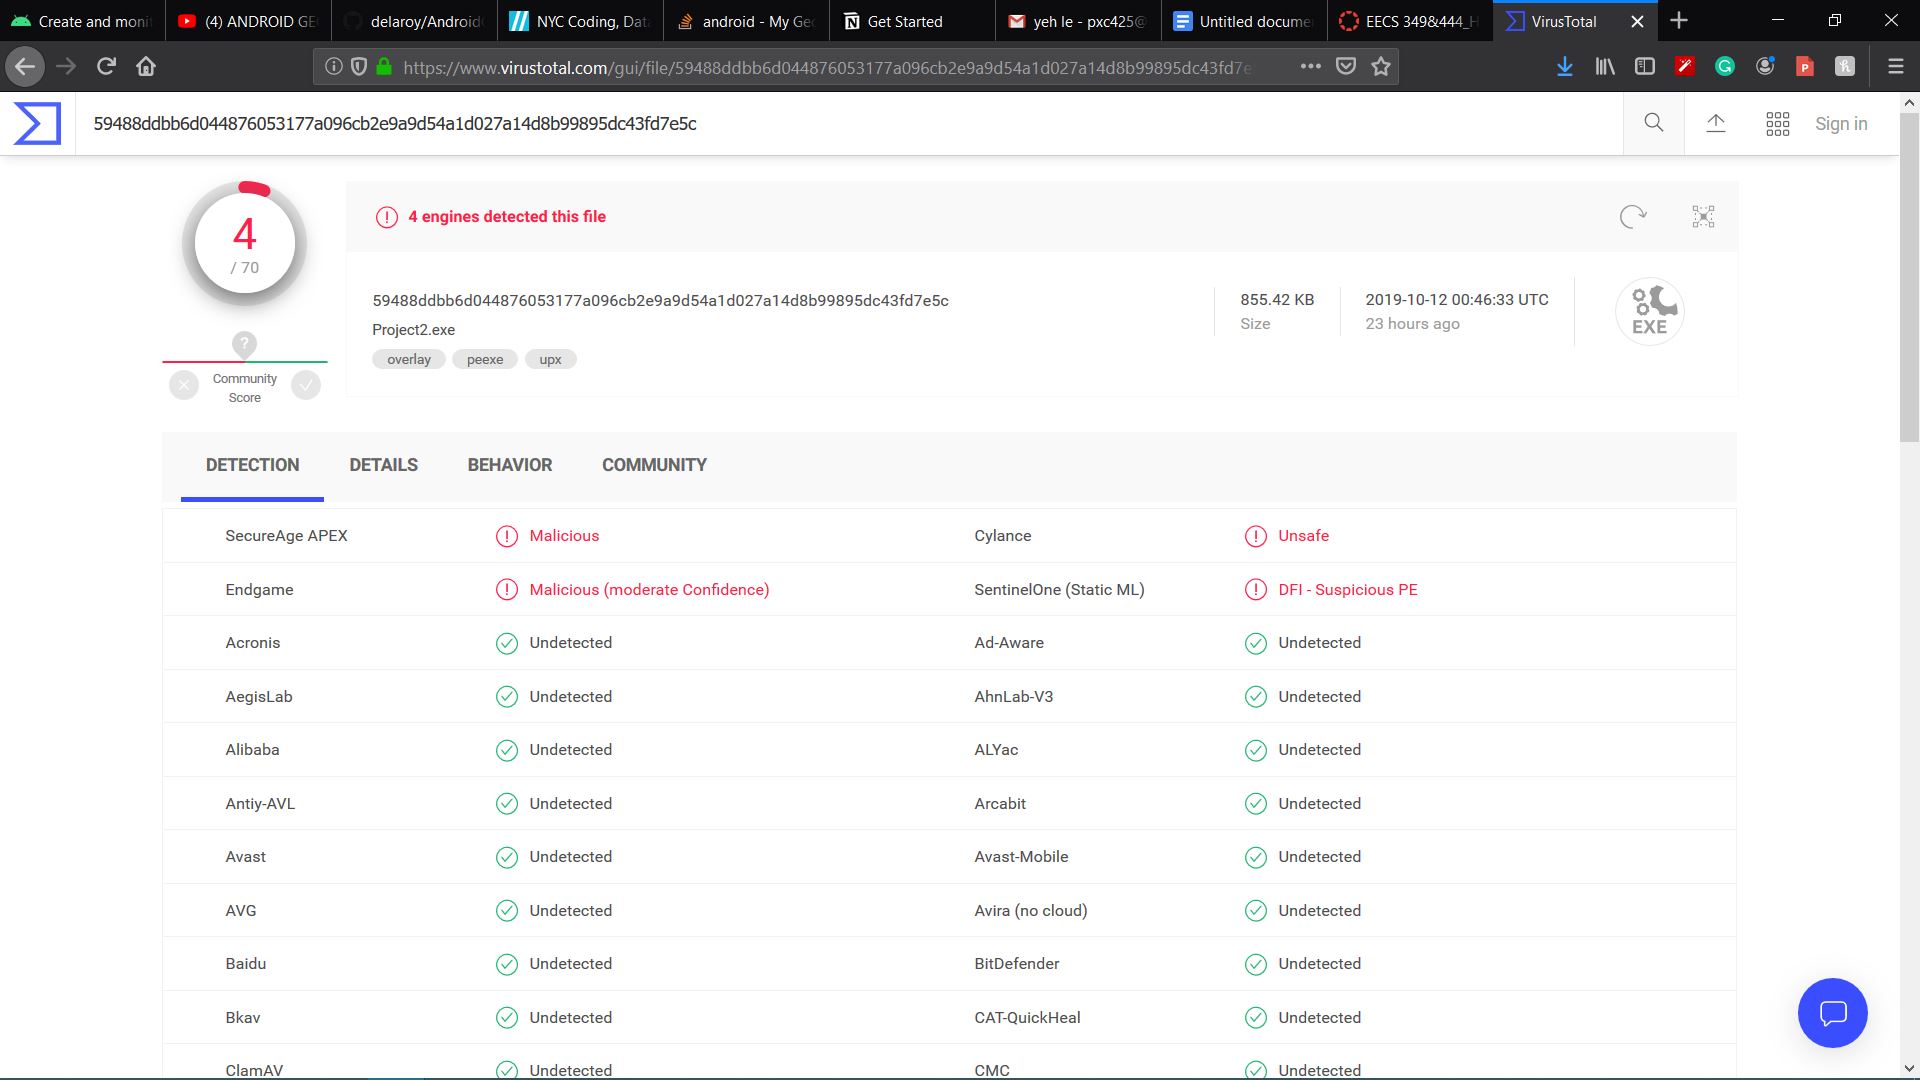 Create and moni
(4) ANDROID GE
delaroy/Android
NYC Coding, Dat
android - My Geo
Get Started
yeh le - pxc425@
Untitled docume
EECS 349&444_H
VirusTotal
https://www.virustotal.com/gui/file/59488ddbb6d044876053177a096cb2e9a9d54a1d027a14d8b99895dc43fd7e
59488ddbb6d044876053177a096cb2e9a9d54a1d027a14d8b99895dc43fd7e5c
Sign in
4
/ 70
4 engines detected this file
59488ddbb6d044876053177a096cb2e9a9d54a1d027a14d8b99895dc43fd7e5c
Project2.exe
overlay peexe upx
855.42 KB
Size
2019-10-12 00:46:33 UTC
23 hours ago
EXE
?
Community
Score
DETECTION DETAILS BEHAVIOR COMMUNITY
SecureAge APEX Malicious Cylance Unsafe
Endgame Malicious (moderate Confidence) SentinelOne (Static ML) DFI - Suspicious PE
Acronis Undetected Ad-Aware Undetected
AegisLab Undetected AhnLab-V3 Undetected
Alibaba Undetected ALYac Undetected
Antiy-AVL Undetected Arcabit Undetected
Avast Undetected Avast-Mobile Undetected
AVG Undetected Avira (no cloud) Undetected
Baidu Undetected BitDefender Undetected
Bkav Undetected CAT-QuickHeal Undetected
ClamAV Undetected CMC Undetected